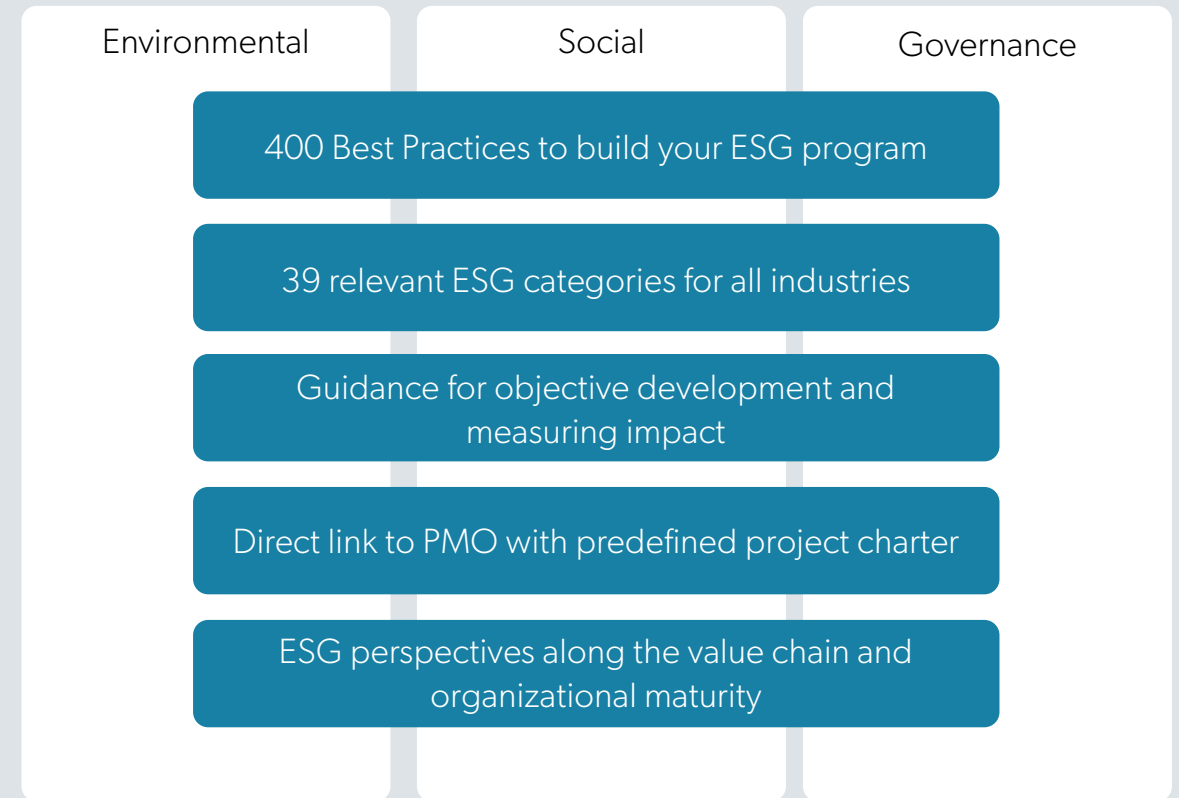 Environmental
Social
Governance
400 Best Practices to build your ESG program
39 relevant ESG categories for all industries
Guidance for objective development and
measuring impact
Direct link to PMO with predefined project charter
ESG perspectives along the value chain and
organizational maturity